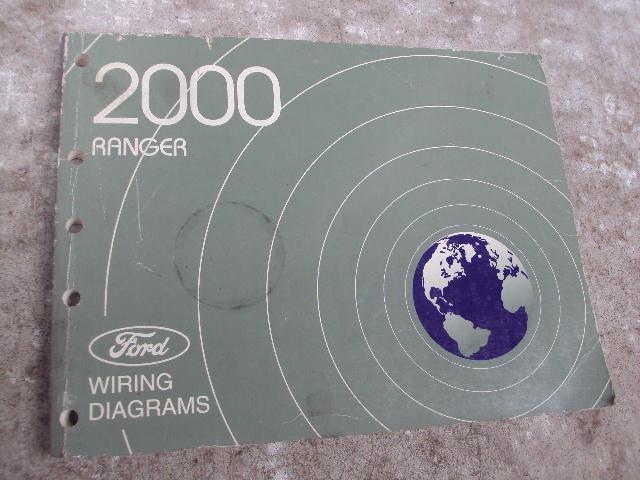 2000
RANGER
Ford
WIRING
DIAGRAMS